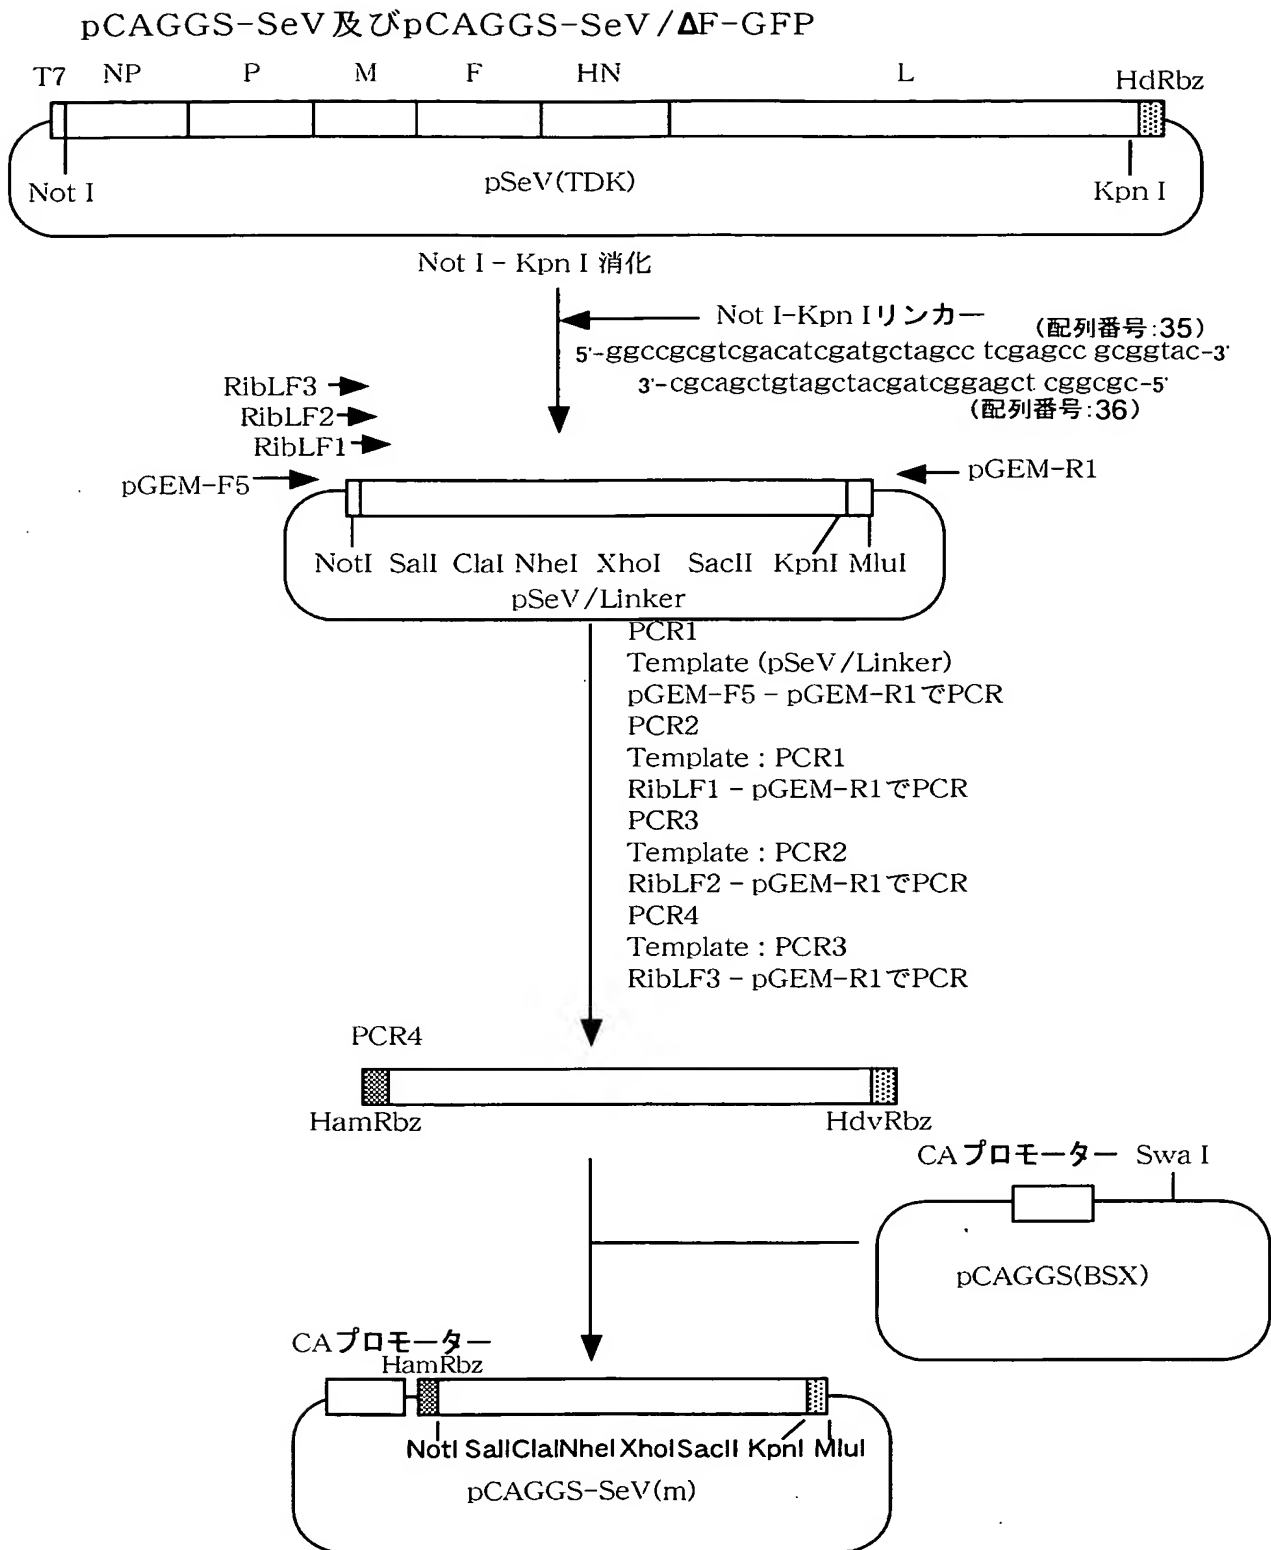 pCAGGS-SeV及びpCAGGS-SeV/ΔF-GFP
T7 NP P M F HN L HdRbz
Not I pSeV(TDK) Kpn I
Not I - Kpn I 消化
Not I-Kpn Iリンカー (配列番号:35)
5'-ggccgcgtcgacatcgatgctagcc tcgagcc gcggtac-3'
3'-cgcagctgtagctacgatcggagct cggcgc-5'
(配列番号:36)
RibLF3
RibLF2
RibLF1
pGEM-F5 pGEM-R1
NotI SalI ClaI NheI XhoI SacII KpnI MluI
pSeV/Linker
PCR1
Template (pSeV/Linker)
pGEM-F5 - pGEM-R1でPCR
PCR2
Template : PCR1
RibLF1 - pGEM-R1でPCR
PCR3
Template : PCR2
RibLF2 - pGEM-R1でPCR
PCR4
Template : PCR3
RibLF3 - pGEM-R1でPCR
PCR4
HamRbz HdvRbz
CAプロモーター Swa I
pCAGGS(BSX)
CAプロモーター
HamRbz
NotI SalIClaINheI XhoISacII KpnI MluI
pCAGGS-SeV(m)